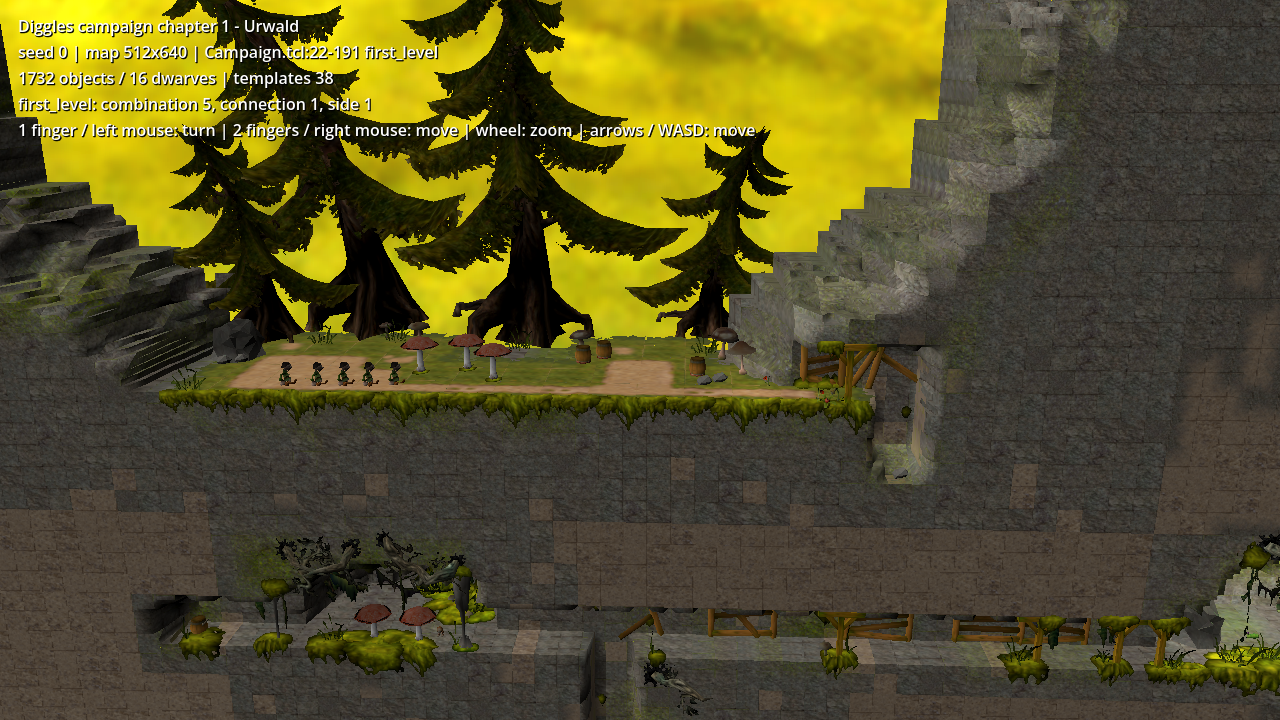 Diggles campaign chapter 1 - Urwald
seed 0 | map 512x640 | Campaign.tcl:22-191 first_level
1732 objects / 16 dwarves | templates 38
first_level: combination 5, connection 1, side 1
1 finger / left mouse: turn | 2 fingers / right mouse: move | wheel: zoom | arrows / WASD: move